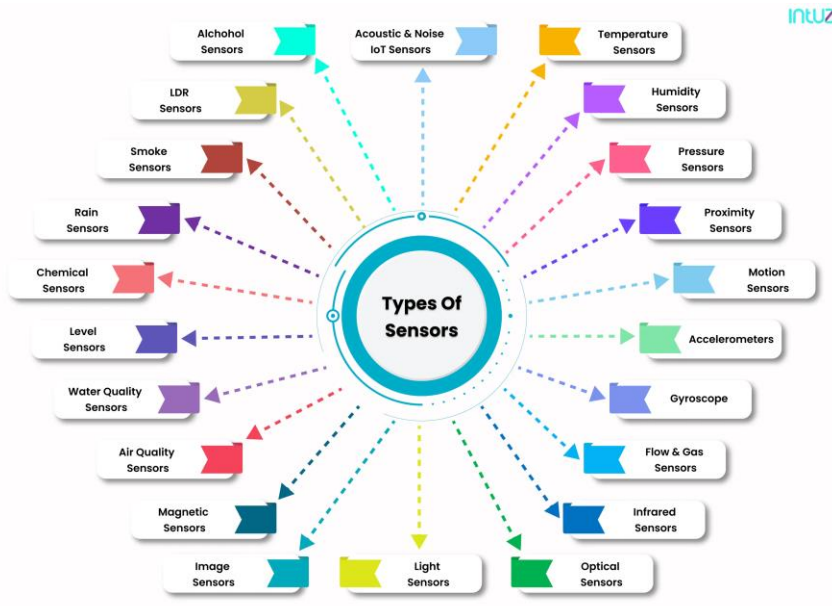 INTUZ
Alchohol
Sensors
Acoustic & Noise
IoT Sensors
Temperature
Sensors
LDR
Sensors
Humidity
Sensors
Smoke
Sensors
Pressure
Sensors
Rain
Sensors
Proximity
Sensors
Chemical
Sensors
Motion
Sensors
Types Of
Sensors
Level
Sensors
Accelerometers
Water Quality
Sensors
Gyroscope
Air Quality
Sensors
Flow & Gas
Sensors
Magnetic
Sensors
Infrared
Sensors
Image
Sensors
Light
Sensors
Optical
Sensors